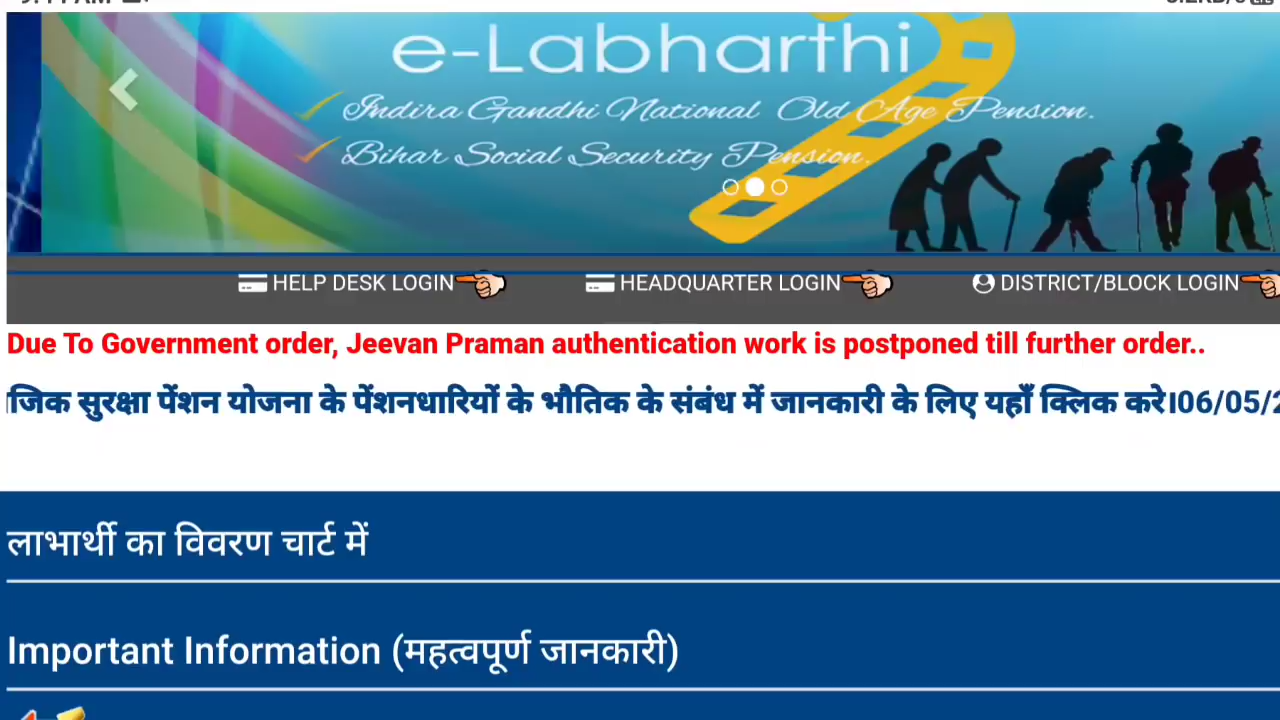 e-Labharthi
Indira Gandhi National Old Age Pension.
Bihar Social Security Pension.
HELP DESK LOGIN HEADQUARTER LOGIN DISTRICT/BLOCK LOGIN
Due To Government order, Jeevan Praman authentication work is postponed till further order..
सुरक्षा पेंशन योजना के पेंशनधारियों के भौतिक के संबंध में जानकारी के लिए यहाँ क्लिक करे।06/05/
लाभार्थी का विवरण चार्ट में
Important Information (महत्वपूर्ण जानकारी)